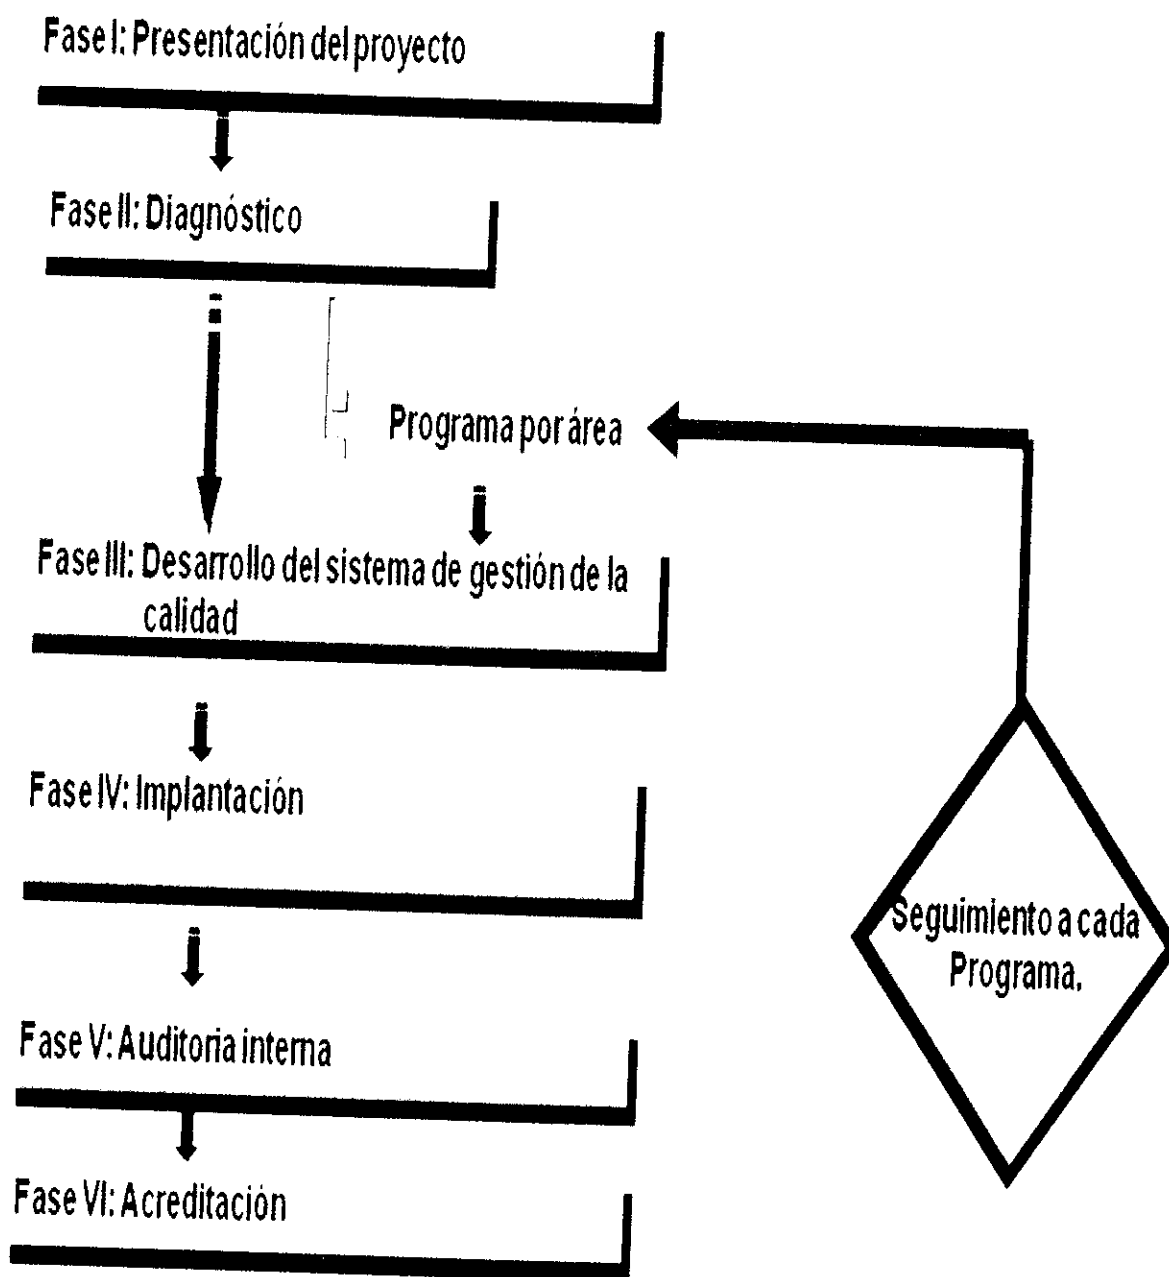 Fase I: Presentación del proyecto
Fase II: Diagnóstico
Programa por área
Fase III: Desarrollo del sistema de gestión de la
calidad
Fase IV: Implantación
Seguimiento a cada
Programa.
Fase V: Auditoria interna
Fase VI: Acreditación